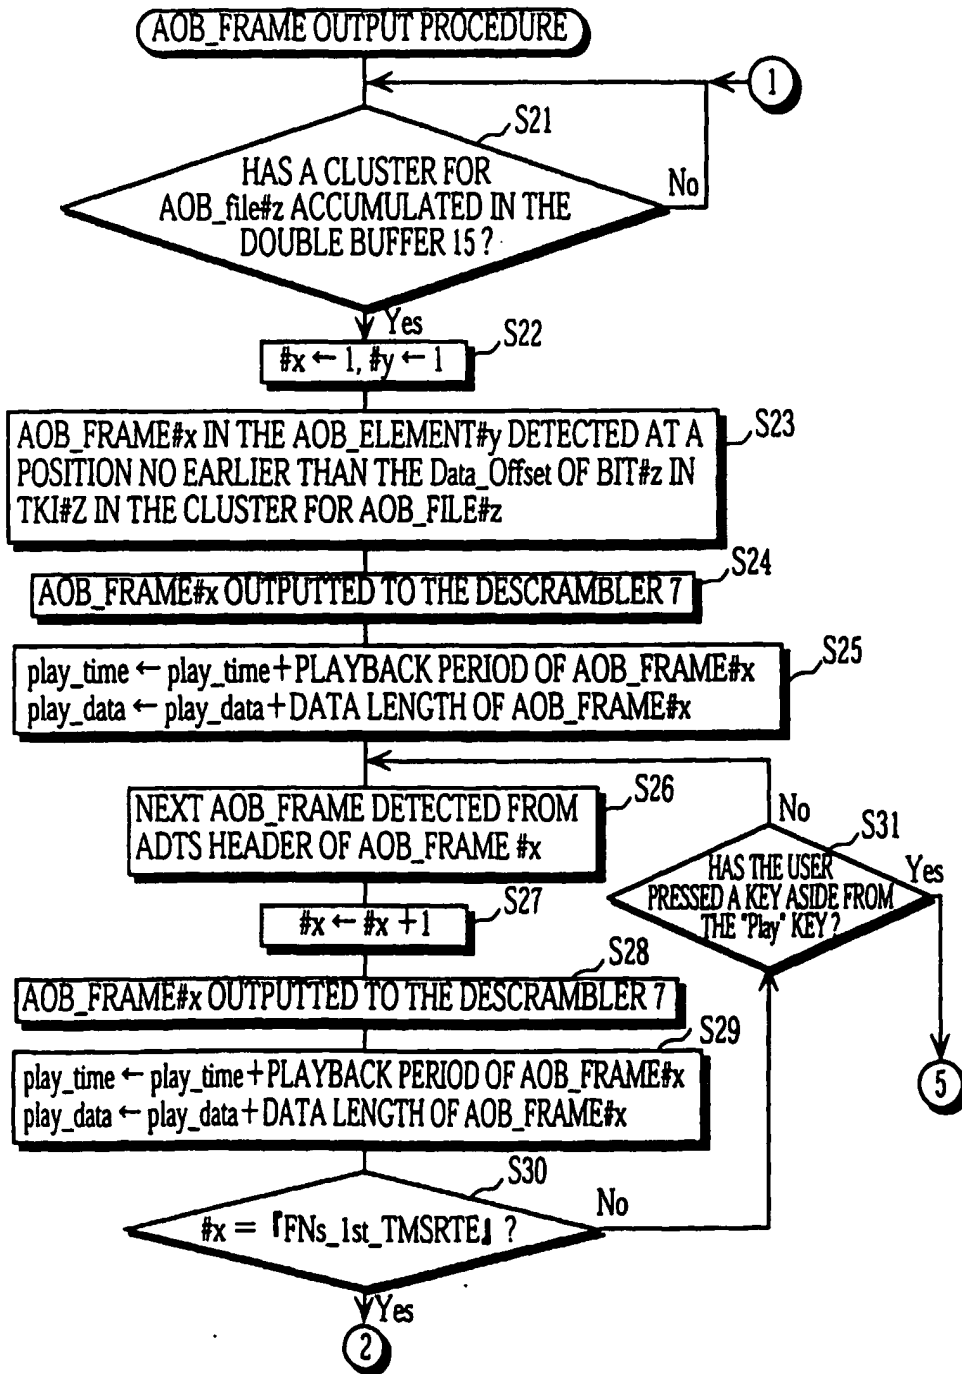 AOB_FRAME OUTPUT PROCEDURE
1
S21
HAS A CLUSTER FOR
AOB_file#z ACCUMULATED IN THE
DOUBLE BUFFER 15 ?
No
Yes
S22
#x ← 1, #y ← 1
S23
AOB_FRAME#x IN THE AOB_ELEMENT#y DETECTED AT A
POSITION NO EARLIER THAN THE Data_Offset OF BIT#z IN
TKI#Z IN THE CLUSTER FOR AOB_FILE#z
S24
AOB_FRAME#x OUTPUTTED TO THE DESCRAMBLER 7
S25
play_time ← play_time+PLAYBACK PERIOD OF AOB_FRAME#x
play_data ← play_data+DATA LENGTH OF AOB_FRAME#x
S26
NEXT AOB_FRAME DETECTED FROM
ADTS HEADER OF AOB_FRAME #x
No
S31
HAS THE USER
PRESSED A KEY ASIDE FROM
THE "Play" KEY ?
Yes
S27
#x ← #x +1
S28
AOB_FRAME#x OUTPUTTED TO THE DESCRAMBLER 7
S29
play_time ← play_time+PLAYBACK PERIOD OF AOB_FRAME#x
play_data ← play_data+DATA LENGTH OF AOB_FRAME#x
5
S30
#x = 『FNs_1st_TMSRTE』 ?
No
Yes
2